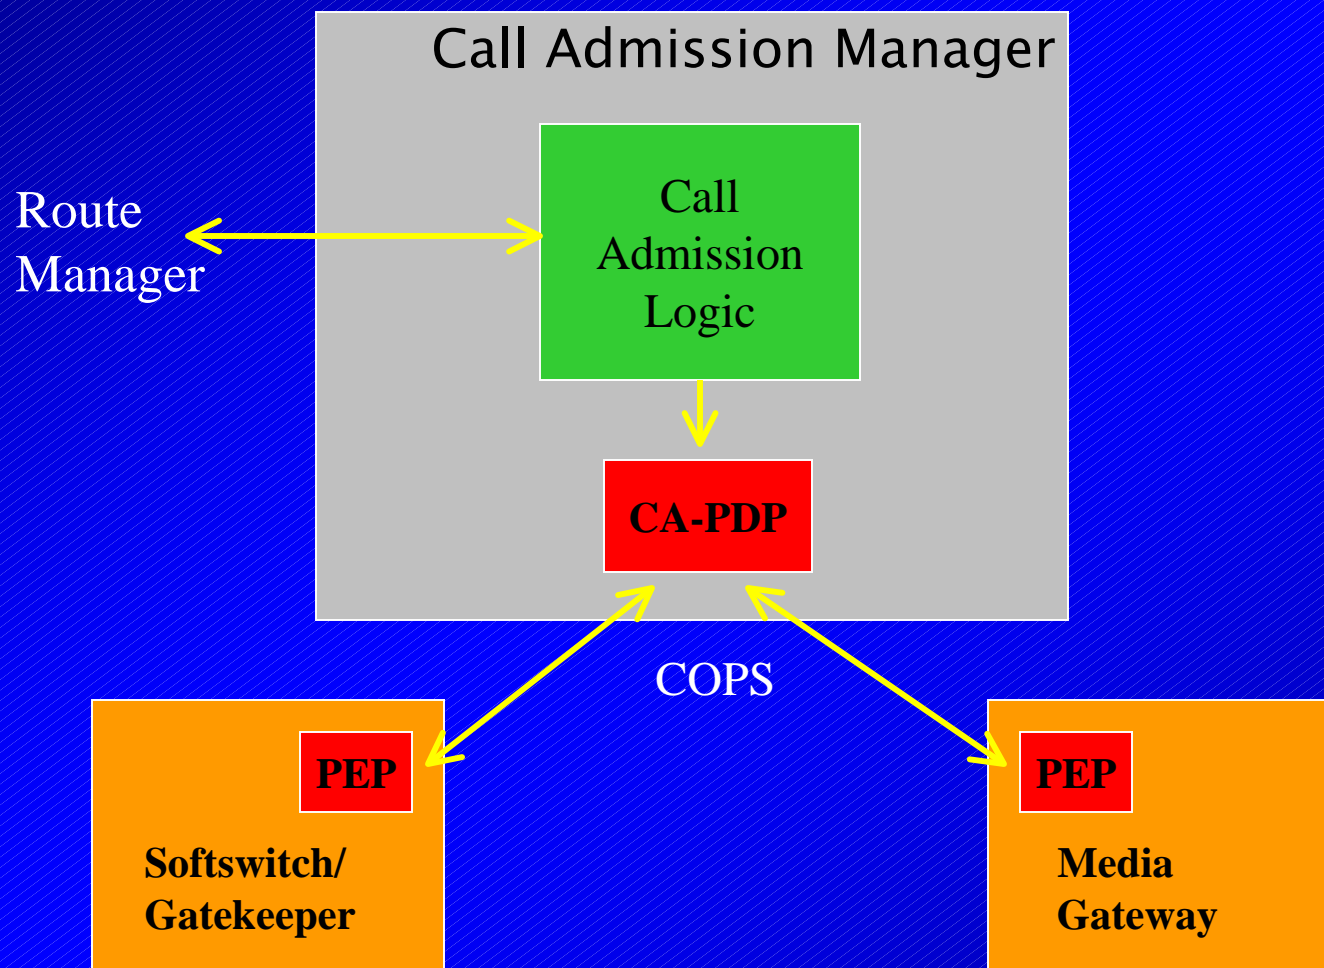 Call Admission Manager
Route
Manager
Call
Admission
Logic
CA-PDP
COPS
PEP
Softswitch/
Gatekeeper
PEP
Media
Gateway